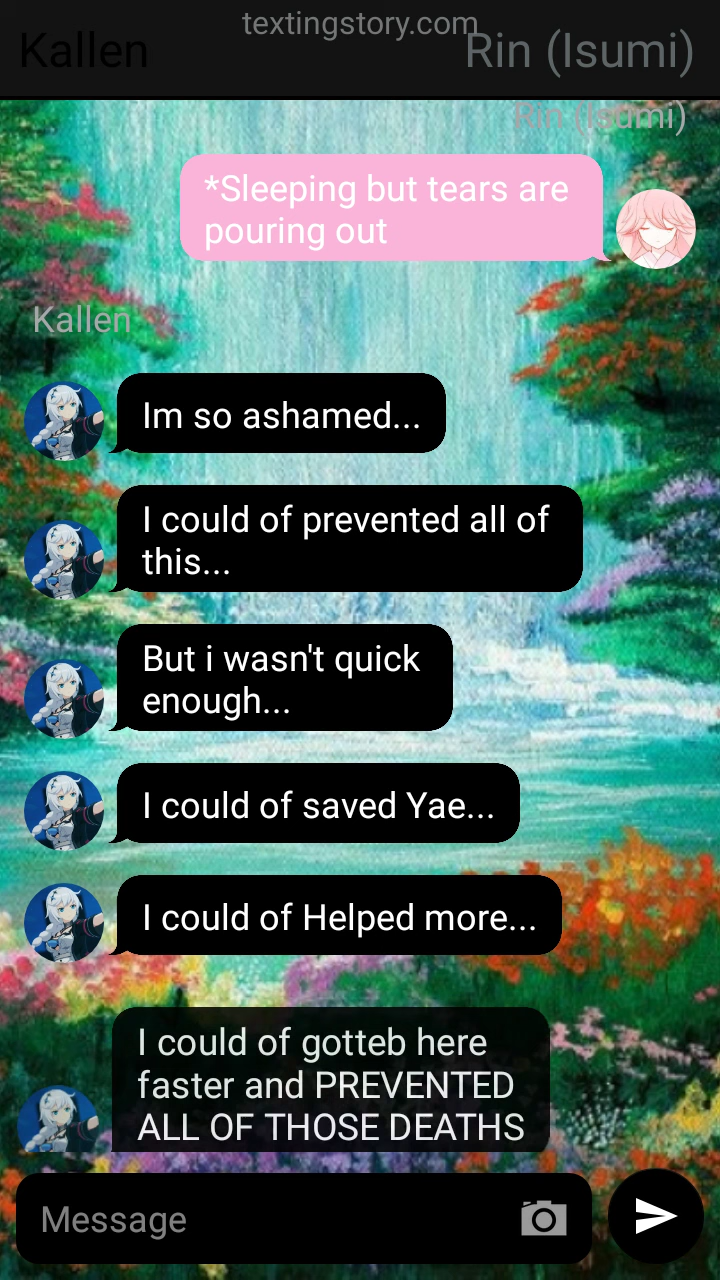 textingstory.com
Kallen
Rin (Isumi)
Rin (Isumi)
*Sleeping but tears are
pouring out
Kallen
Im so ashamed...
I could of prevented all of
this...
But i wasn't quick
enough...
I could of saved Yae...
I could of Helped more...
I could of gotteb here
faster and PREVENTED
ALL OF THOSE DEATHS
Message